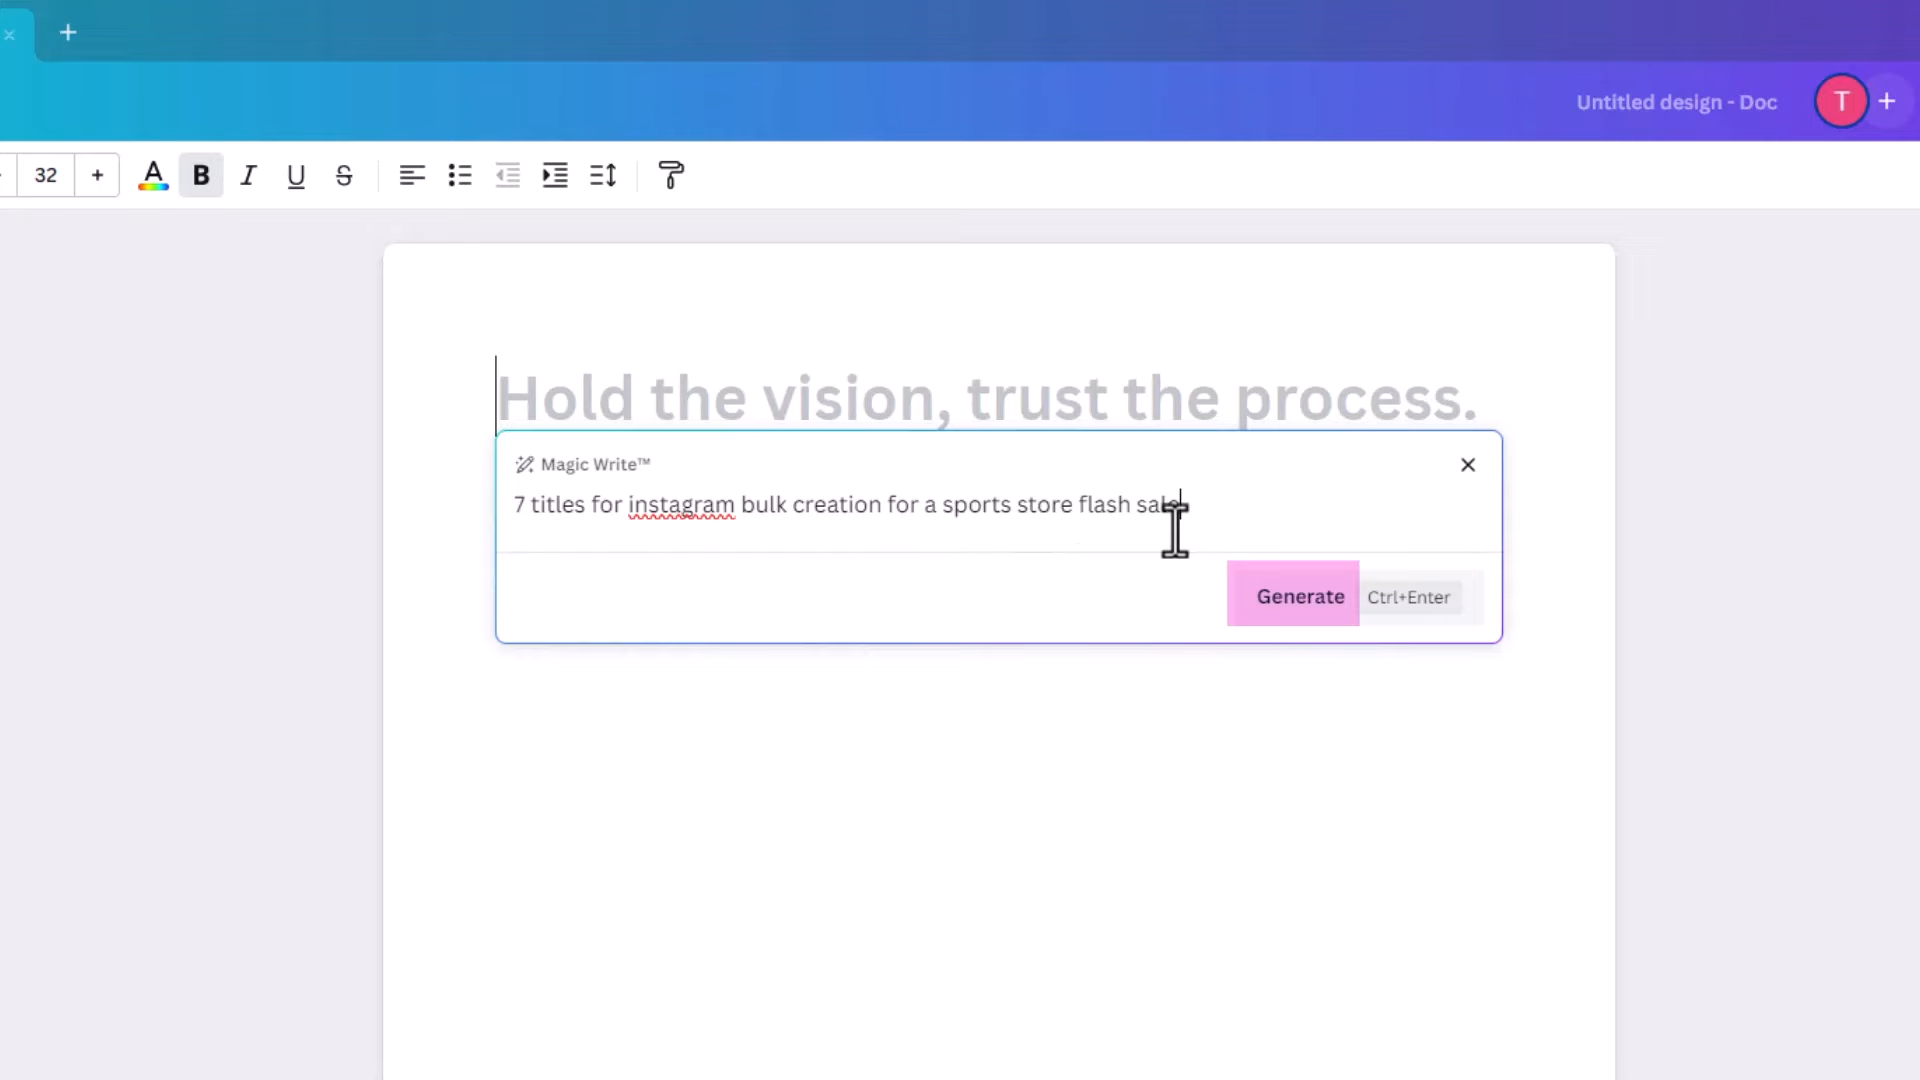 Untitled design - Doc
T
32
A B I U S
Hold the vision, trust the process.
Magic Write™
7 titles for instagram bulk creation for a sports store flash sale
Generate Ctrl+Enter